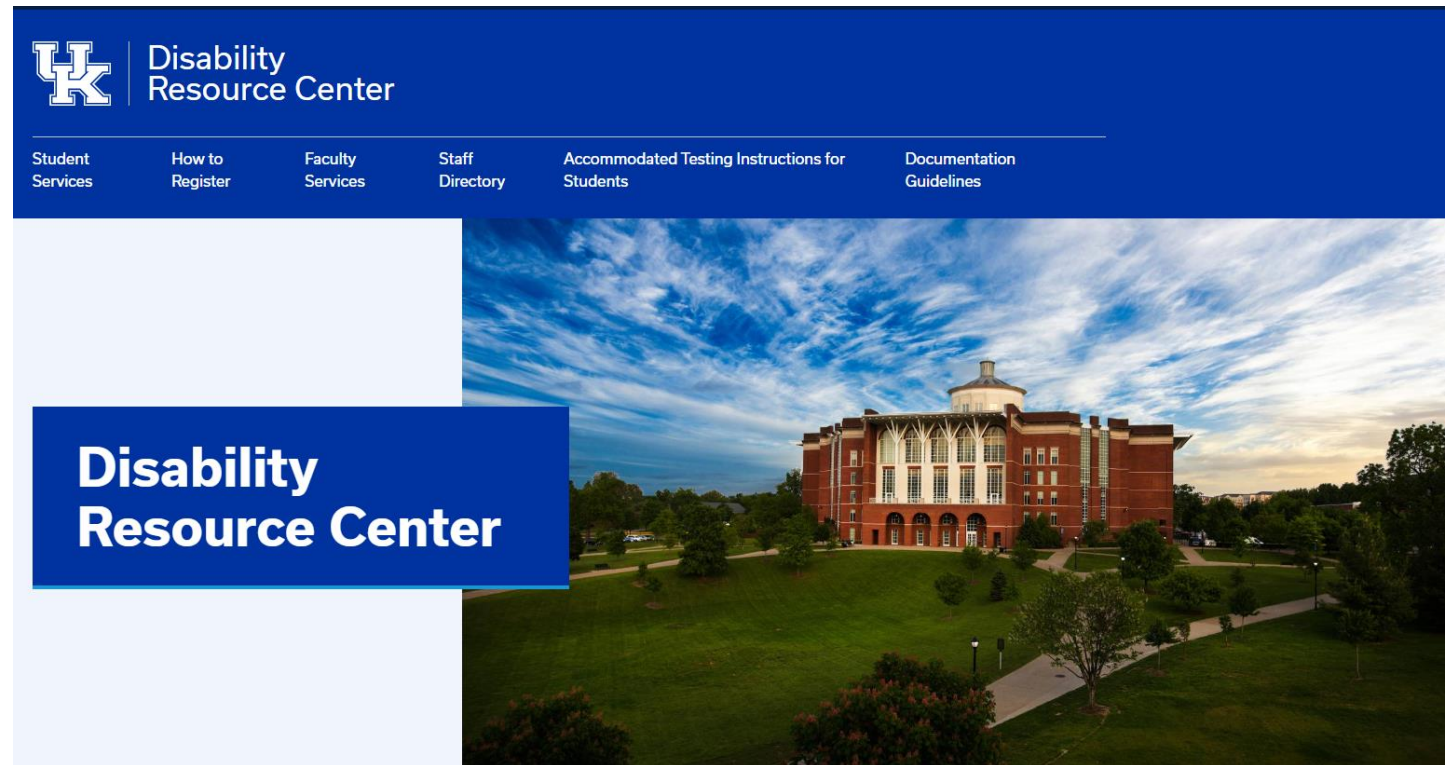 UK
Disability
Resource Center
Student
Services
How to
Register
Faculty
Services
Staff
Directory
Accommodated Testing Instructions for
Students
Documentation
Guidelines
Disability
Resource Center